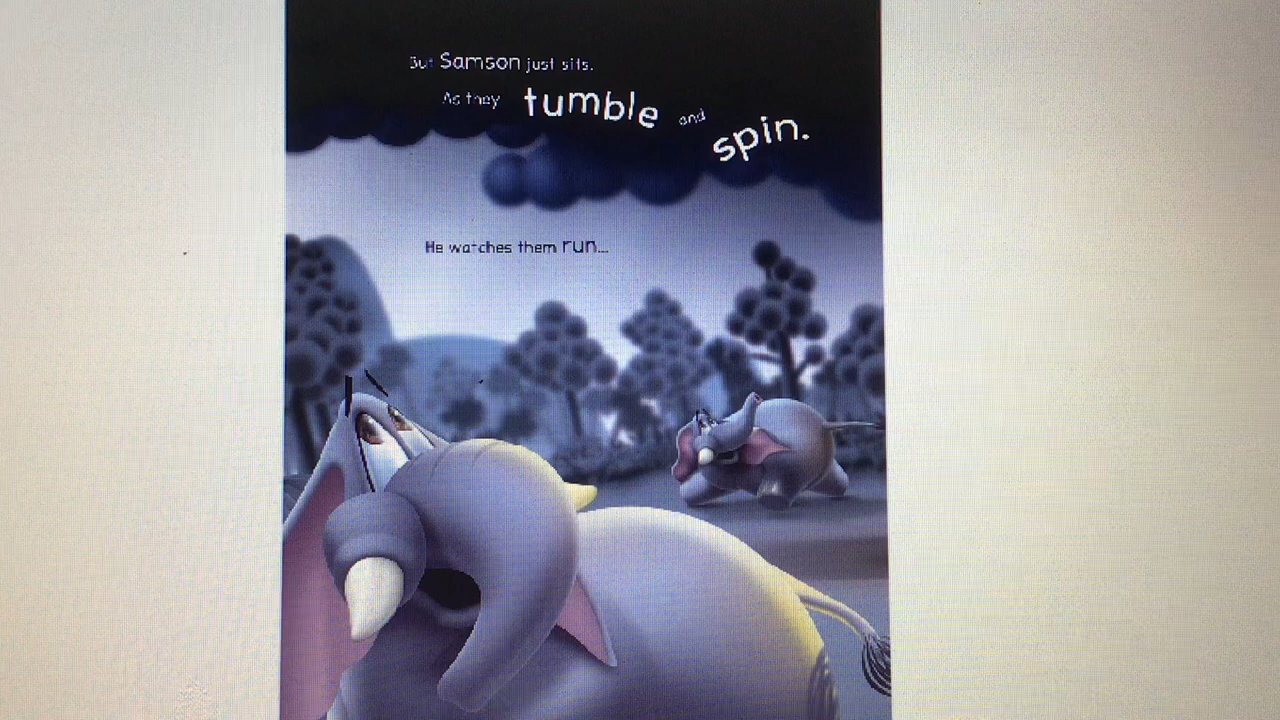 But Samson just sits.
As they tumble and spin.
He watches them run...